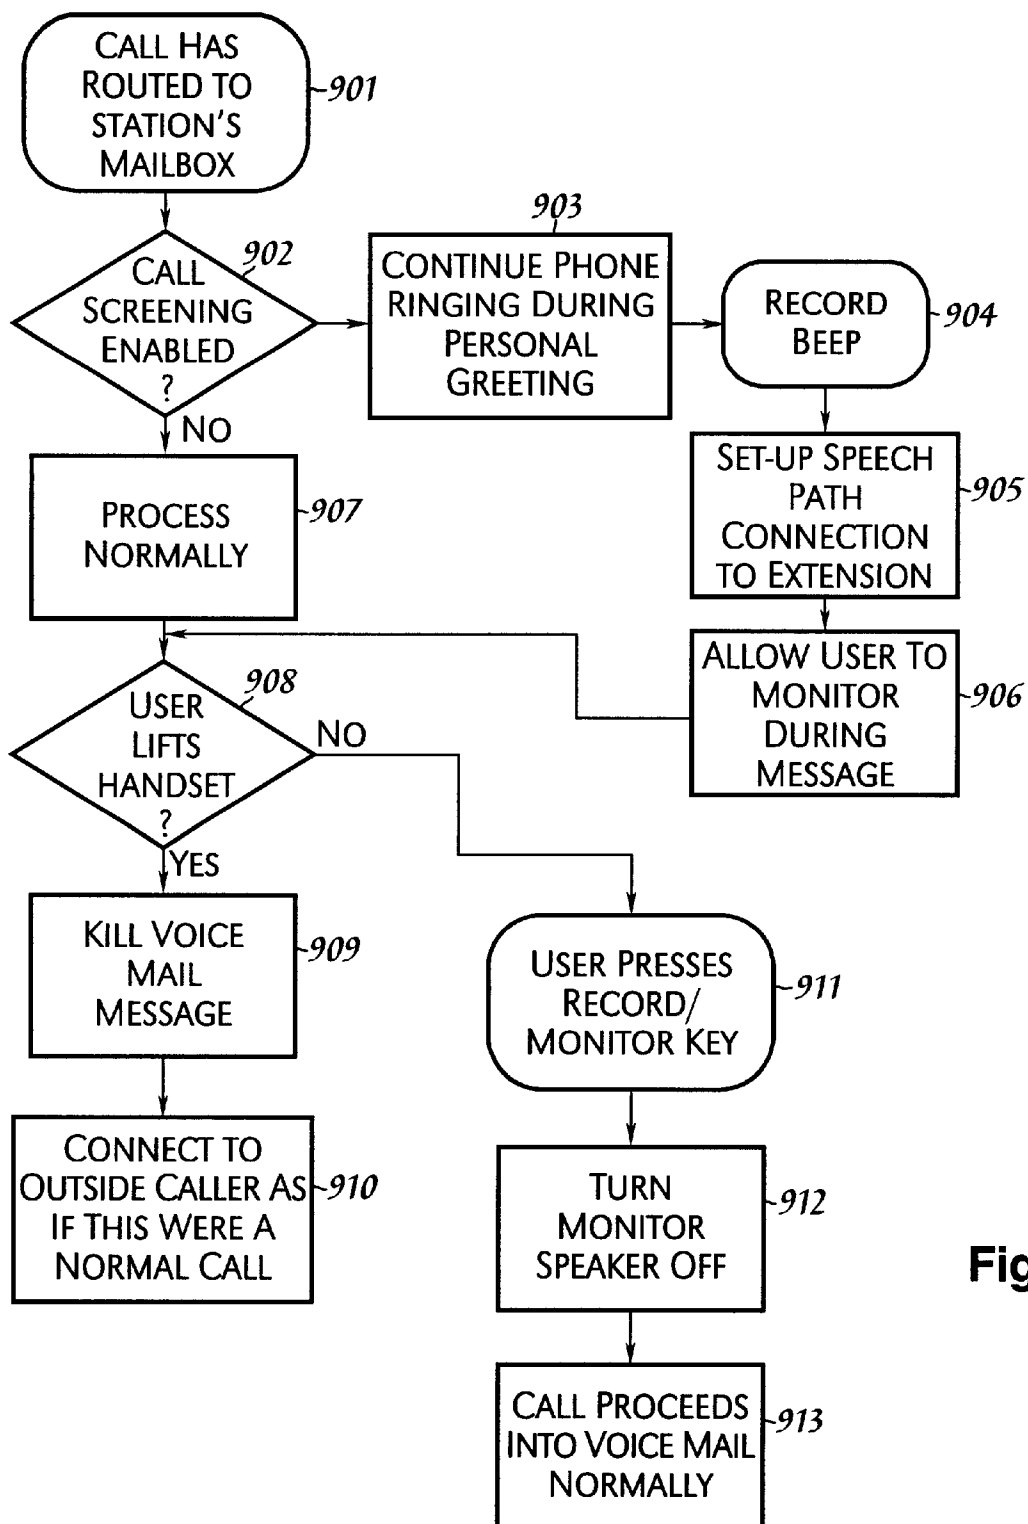 CALL HAS
ROUTED TO
STATION'S
MAILBOX
901
CALL
SCREENING
ENABLED
?
902
903
CONTINUE PHONE
RINGING DURING
PERSONAL
GREETING
RECORD
BEEP
904
NO
SET-UP SPEECH
PATH
CONNECTION
TO EXTENSION
905
PROCESS
NORMALLY
907
ALLOW USER TO
MONITOR
DURING
MESSAGE
906
USER
LIFTS
HANDSET
?
908
NO
YES
KILL VOICE
MAIL
MESSAGE
909
USER PRESSES
RECORD/
MONITOR KEY
911
CONNECT TO
OUTSIDE CALLER AS
IF THIS WERE A
NORMAL CALL
910
TURN
MONITOR
SPEAKER OFF
912
Fig
CALL PROCEEDS
INTO VOICE MAIL
NORMALLY
913